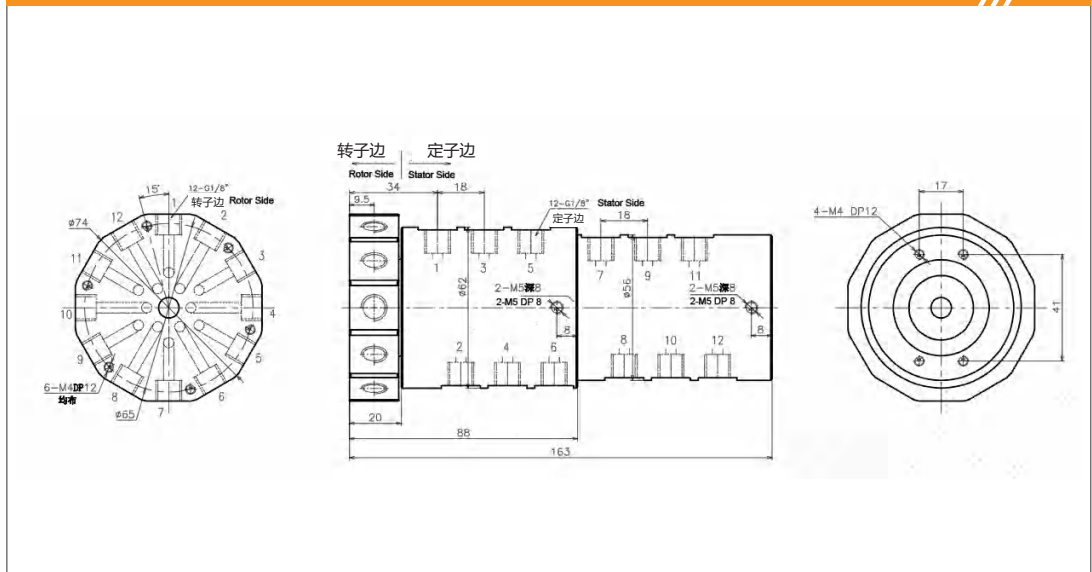 转子边 定子边
Rotor Side Stator Side
34 18
9.5
12-G1/8" Stator Side
定子边
18
1 3 5
7 9 11
ø62
ø56
2-M5深8
2-M5 DP 8
2-M5深8
2-M5 DP 8
8
8
2 4 6
8 10 12
20
88
163
15°
12-G1/8"
转子边 Rotor Side
ø74
1
2
3
4
5
6
7
8
9
10
11
12
6-M4DP12
均布
ø65
17
4-M4 DP12
41